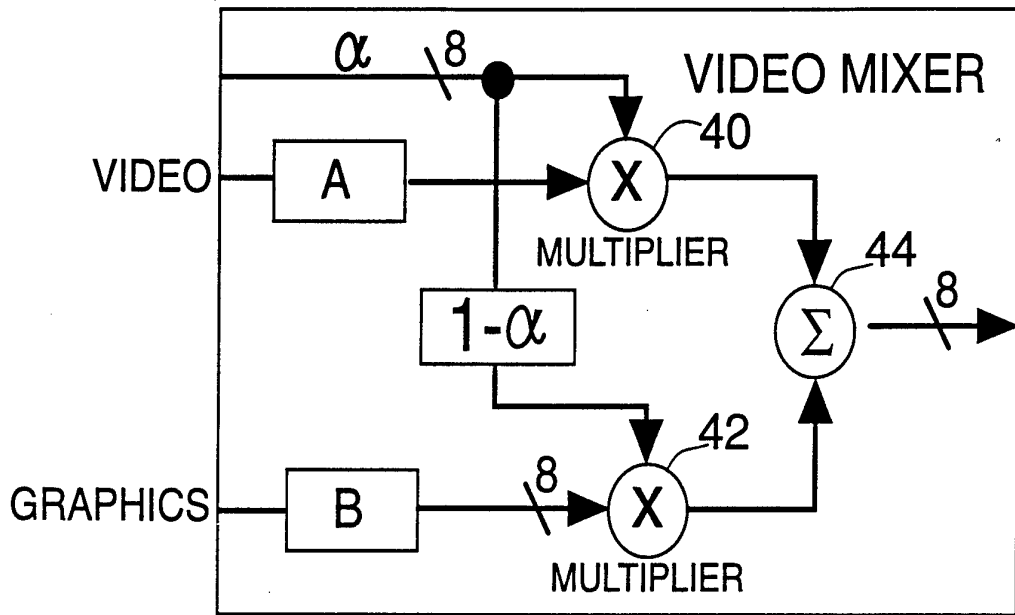 α 8
VIDEO MIXER
40
VIDEO
A
X
MULTIPLIER
44
8
1-α
Σ
42
GRAPHICS
B
8
X
MULTIPLIER